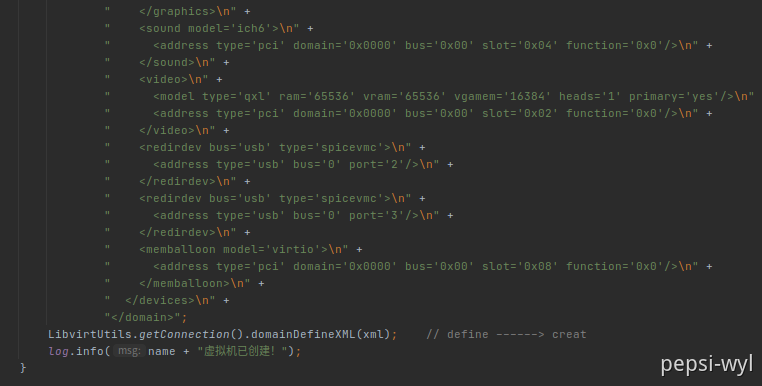 "    </graphics>\n" +
"    <sound model='ich6'>\n" +
"      <address type='pci' domain='0x0000' bus='0x00' slot='0x04' function='0x0'/>\n" +
"    </sound>\n" +
"    <video>\n" +
"      <model type='qxl' ram='65536' vram='65536' vgamem='16384' heads='1' primary='yes'/>\n"
"      <address type='pci' domain='0x0000' bus='0x00' slot='0x02' function='0x0'/>\n" +
"    </video>\n" +
"    <redirdev bus='usb' type='spicevmc'>\n" +
"      <address type='usb' bus='0' port='2'/>\n" +
"    </redirdev>\n" +
"    <redirdev bus='usb' type='spicevmc'>\n" +
"      <address type='usb' bus='0' port='3'/>\n" +
"    </redirdev>\n" +
"    <memballoon model='virtio'>\n" +
"      <address type='pci' domain='0x0000' bus='0x00' slot='0x08' function='0x0'/>\n" +
"    </memballoon>\n" +
"  </devices>\n" +
"</domain>";
LibvirtUtils.getConnection().domainDefineXML(xml);    // define ------> creat
log.info( msg: name + "虚拟机已创建！");
}
pepsi-wyl